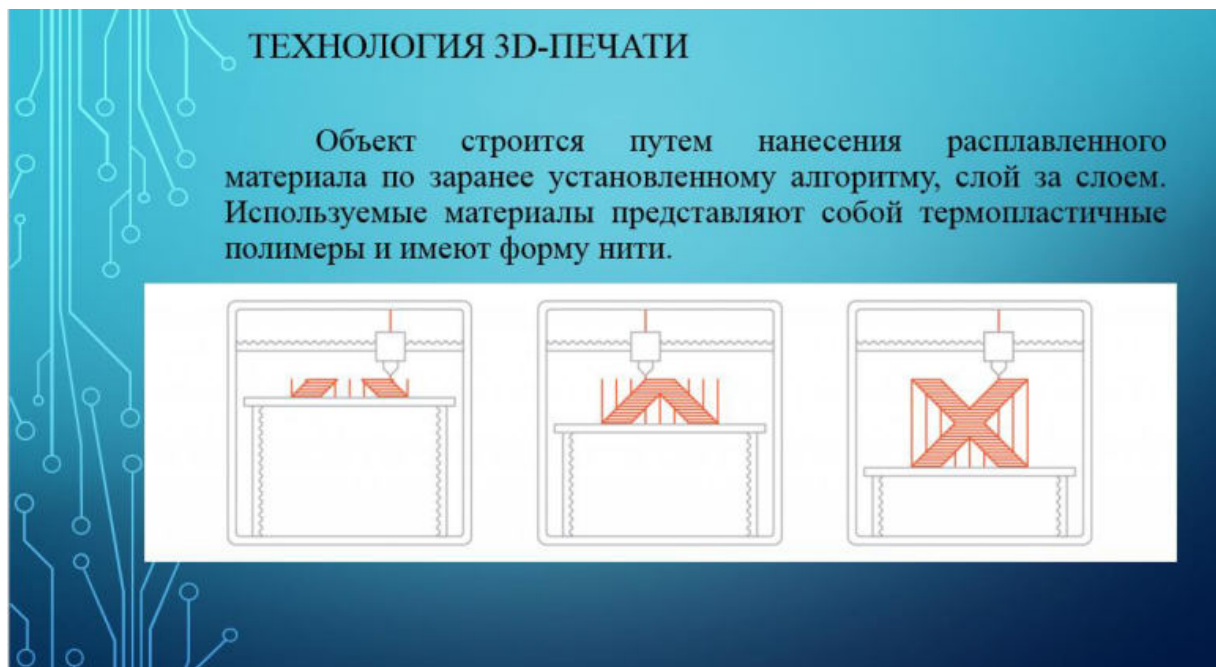 ТЕХНОЛОГИЯ 3D-ПЕЧАТИ
Объект строится путем нанесения расплавленного
материала по заранее установленному алгоритму, слой за слоем.
Используемые материалы представляют собой термопластичные
полимеры и имеют форму нити.